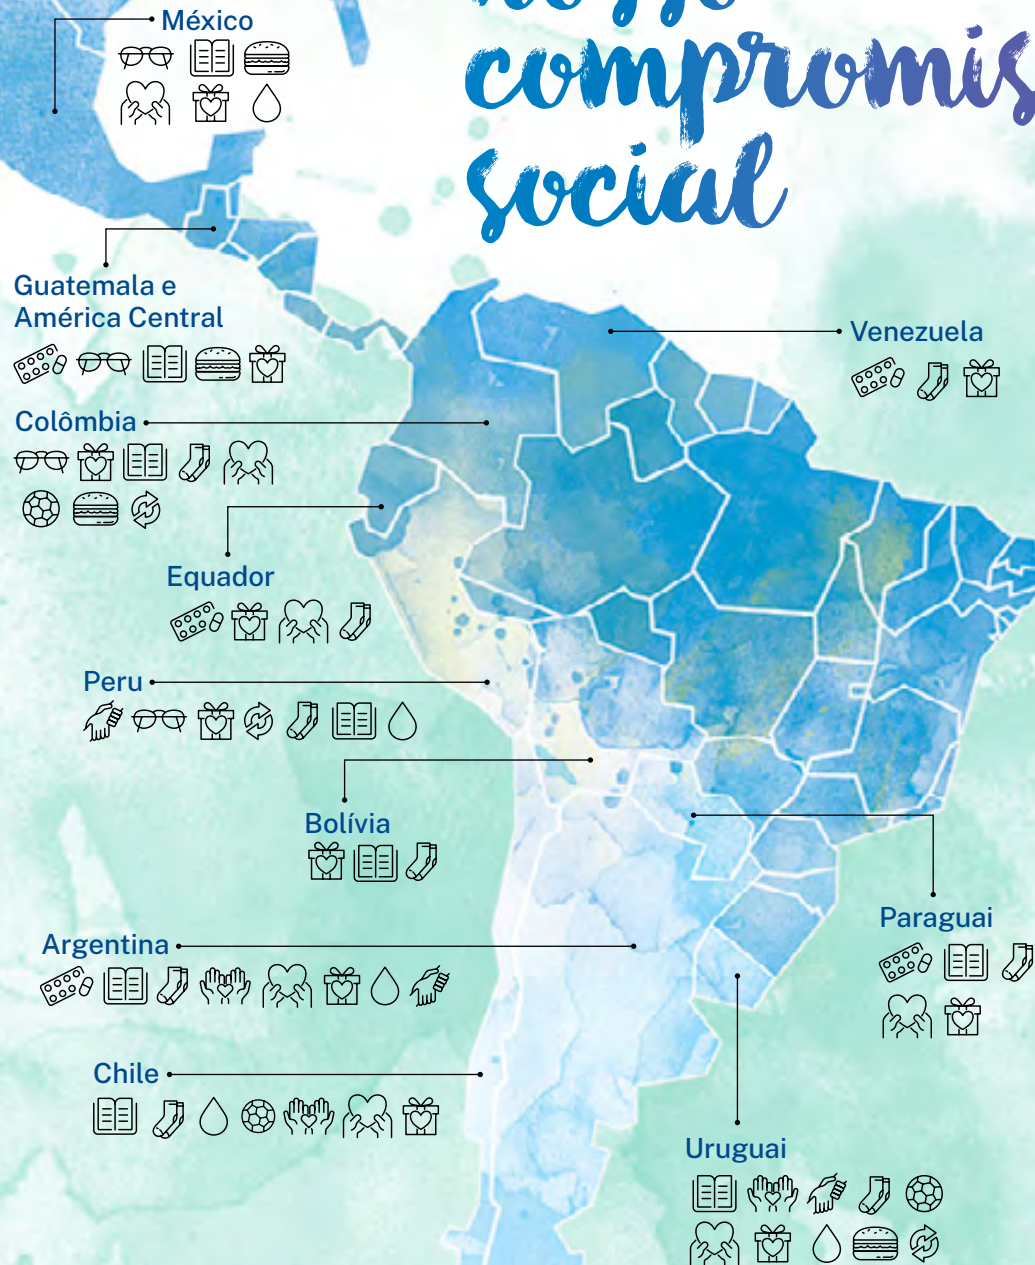 compromis
social
México
Guatemala e
América Central
Venezuela
Colômbia
Equador
Peru
Bolívia
Paraguai
Argentina
Chile
Uruguai